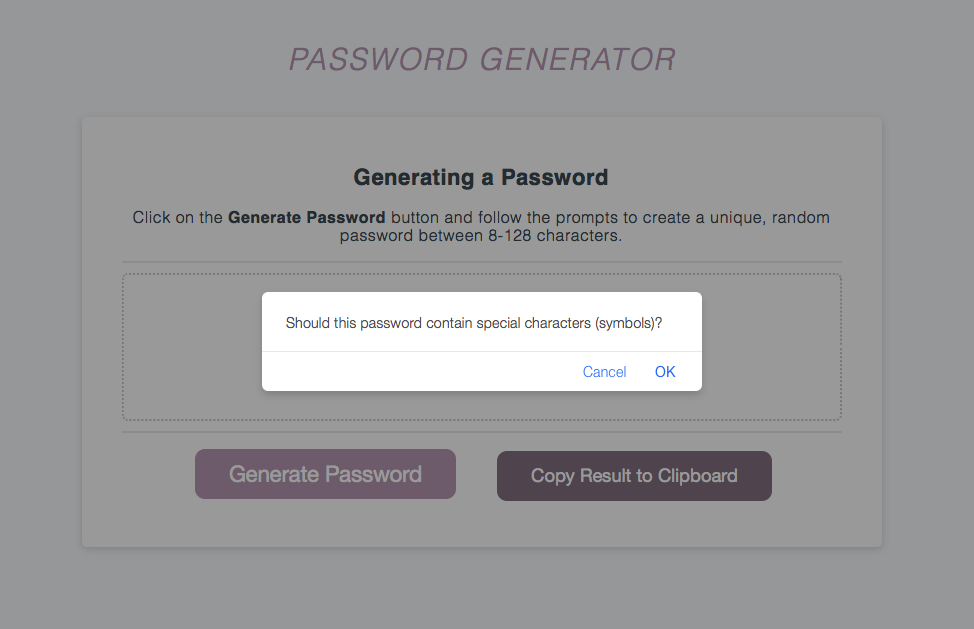 PASSWORD GENERATOR
Generating a Password
Click on the Generate Password button and follow the prompts to create a unique, random
password between 8-128 characters.
Should this password contain special characters (symbols)?
Cancel OK
Generate Password Copy Result to Clipboard